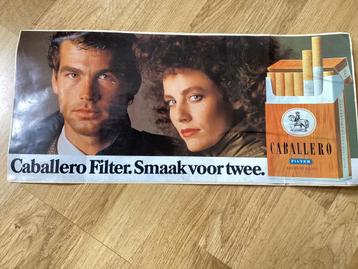 Caballero Filter. Smaak voor twee.
CABALLERO
FILTER